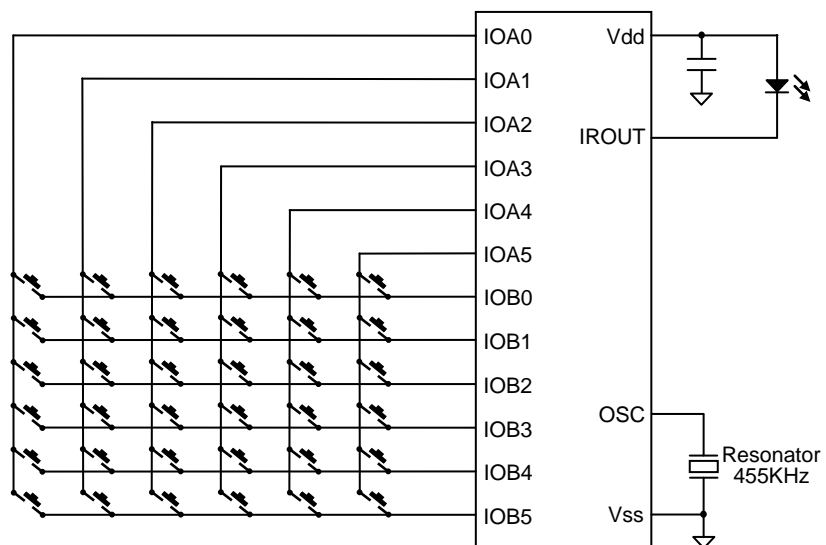 IOA0
Vdd
IOA1
IOA2
IROUT
IOA3
IOA4
IOA5
IOB0
IOB1
IOB2
IOB3
OSC
IOB4
Resonator
455KHz
IOB5
Vss